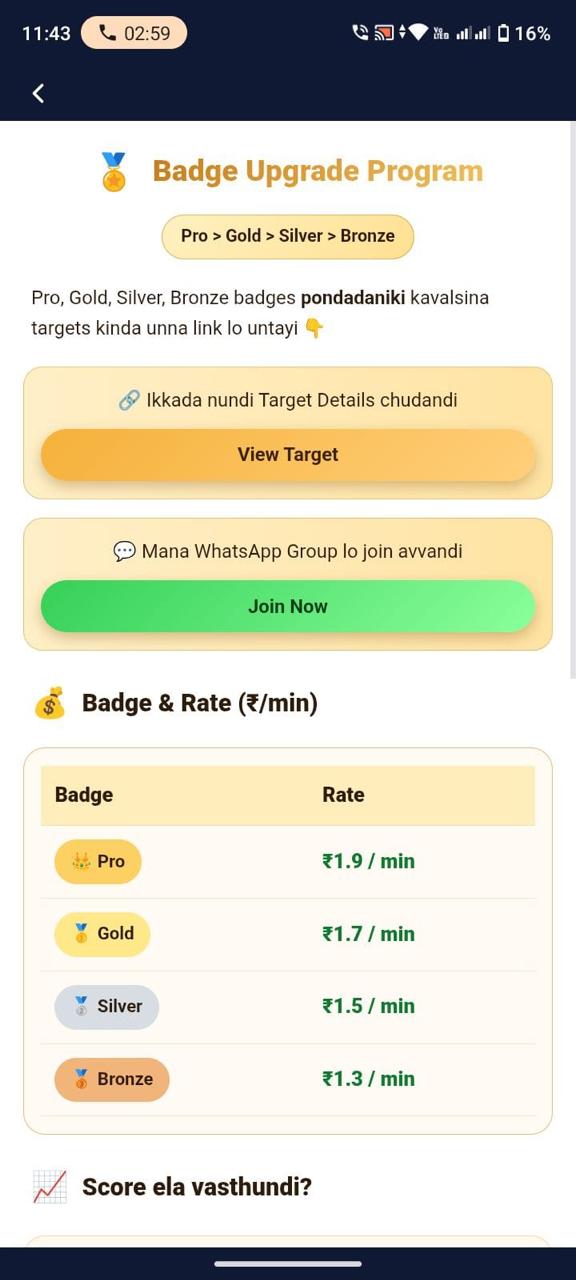 11:43 02:59 16%
Badge Upgrade Program
Pro > Gold > Silver > Bronze
Pro, Gold, Silver, Bronze badges pondadaniki kavalsina
targets kinda unna link lo untayi
Ikkada nundi Target Details chudandi
View Target
Mana WhatsApp Group lo join avvandi
Join Now
Badge & Rate (₹/min)
Badge Rate
Pro ₹1.9 / min
Gold ₹1.7 / min
Silver ₹1.5 / min
Bronze ₹1.3 / min
Score ela vasthundi?